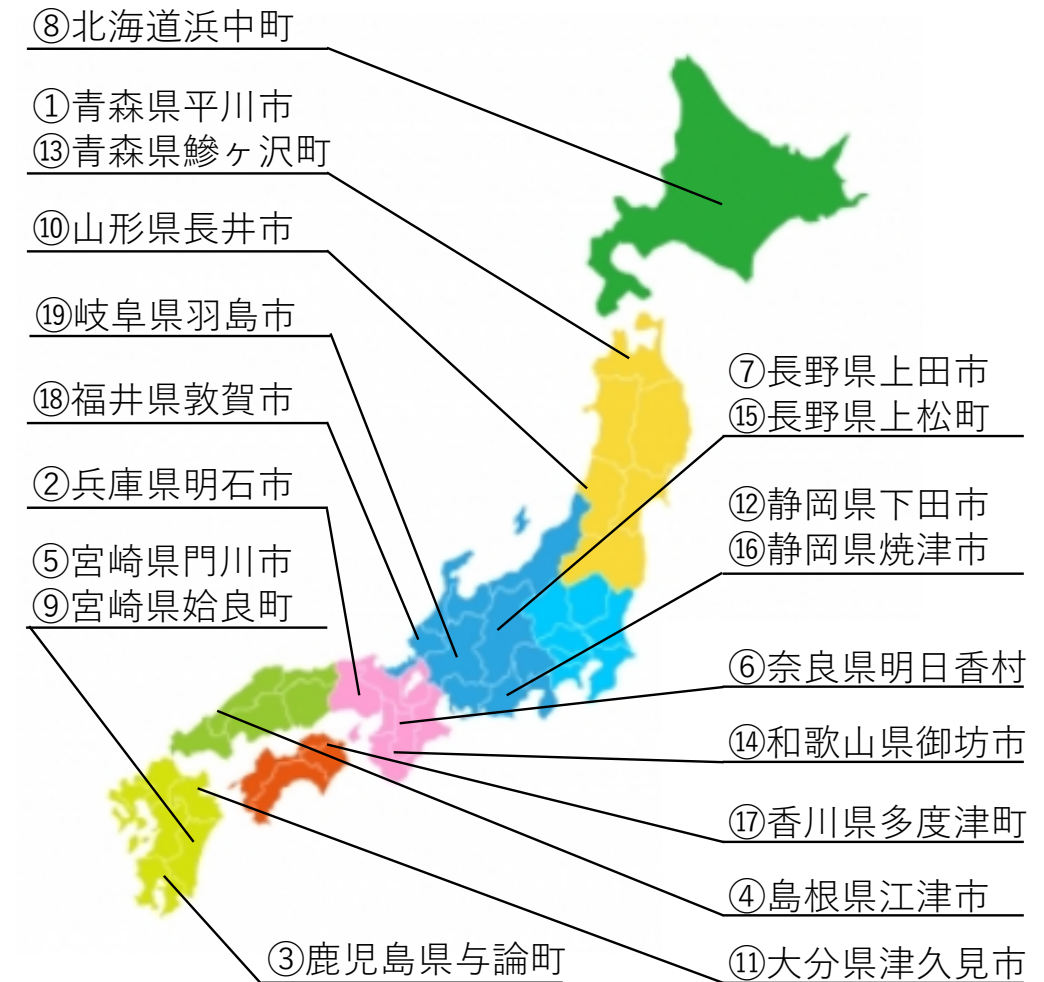 ⑧北海道浜中町
①青森県平川市
⑬青森県鰺ヶ沢町
⑩山形県長井市
⑲岐阜県羽島市
⑱福井県敦賀市
②兵庫県明石市
⑤宮崎県門川市
⑨宮崎県姶良町
⑦長野県上田市
⑮長野県上松町
⑫静岡県下田市
⑯静岡県焼津市
⑥奈良県明日香村
⑭和歌山県御坊市
⑰香川県多度津町
④島根県江津市
③鹿児島県与論町
⑪大分県津久見市